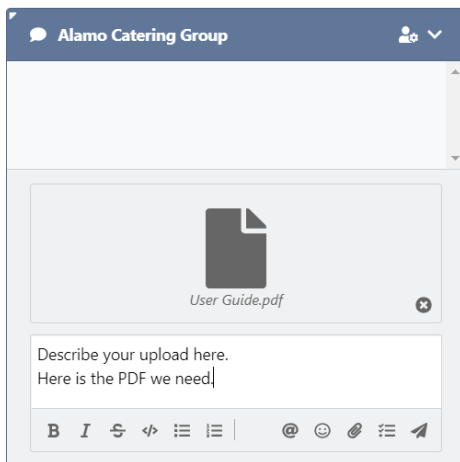 Alamo Catering Group
User Guide.pdf
Describe your upload here.
Here is the PDF we need.
B I S </> @